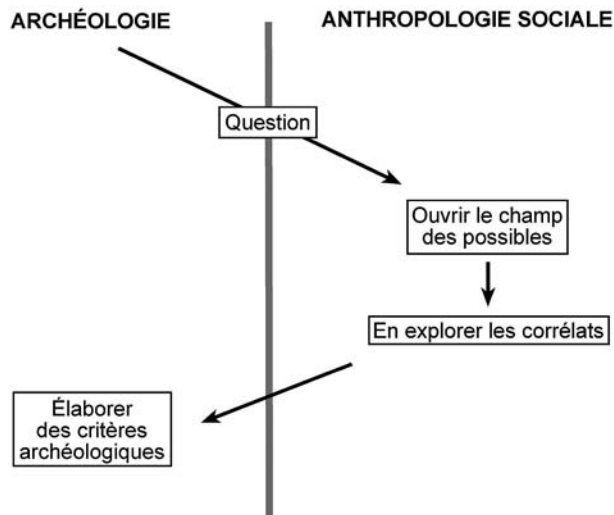 ARCHÉOLOGIE
ANTHROPOLOGIE SOCIALE
Question
Ouvrir le champ
des possibles
En explorer les corrélats
Élaborer
des critères
archéologiques